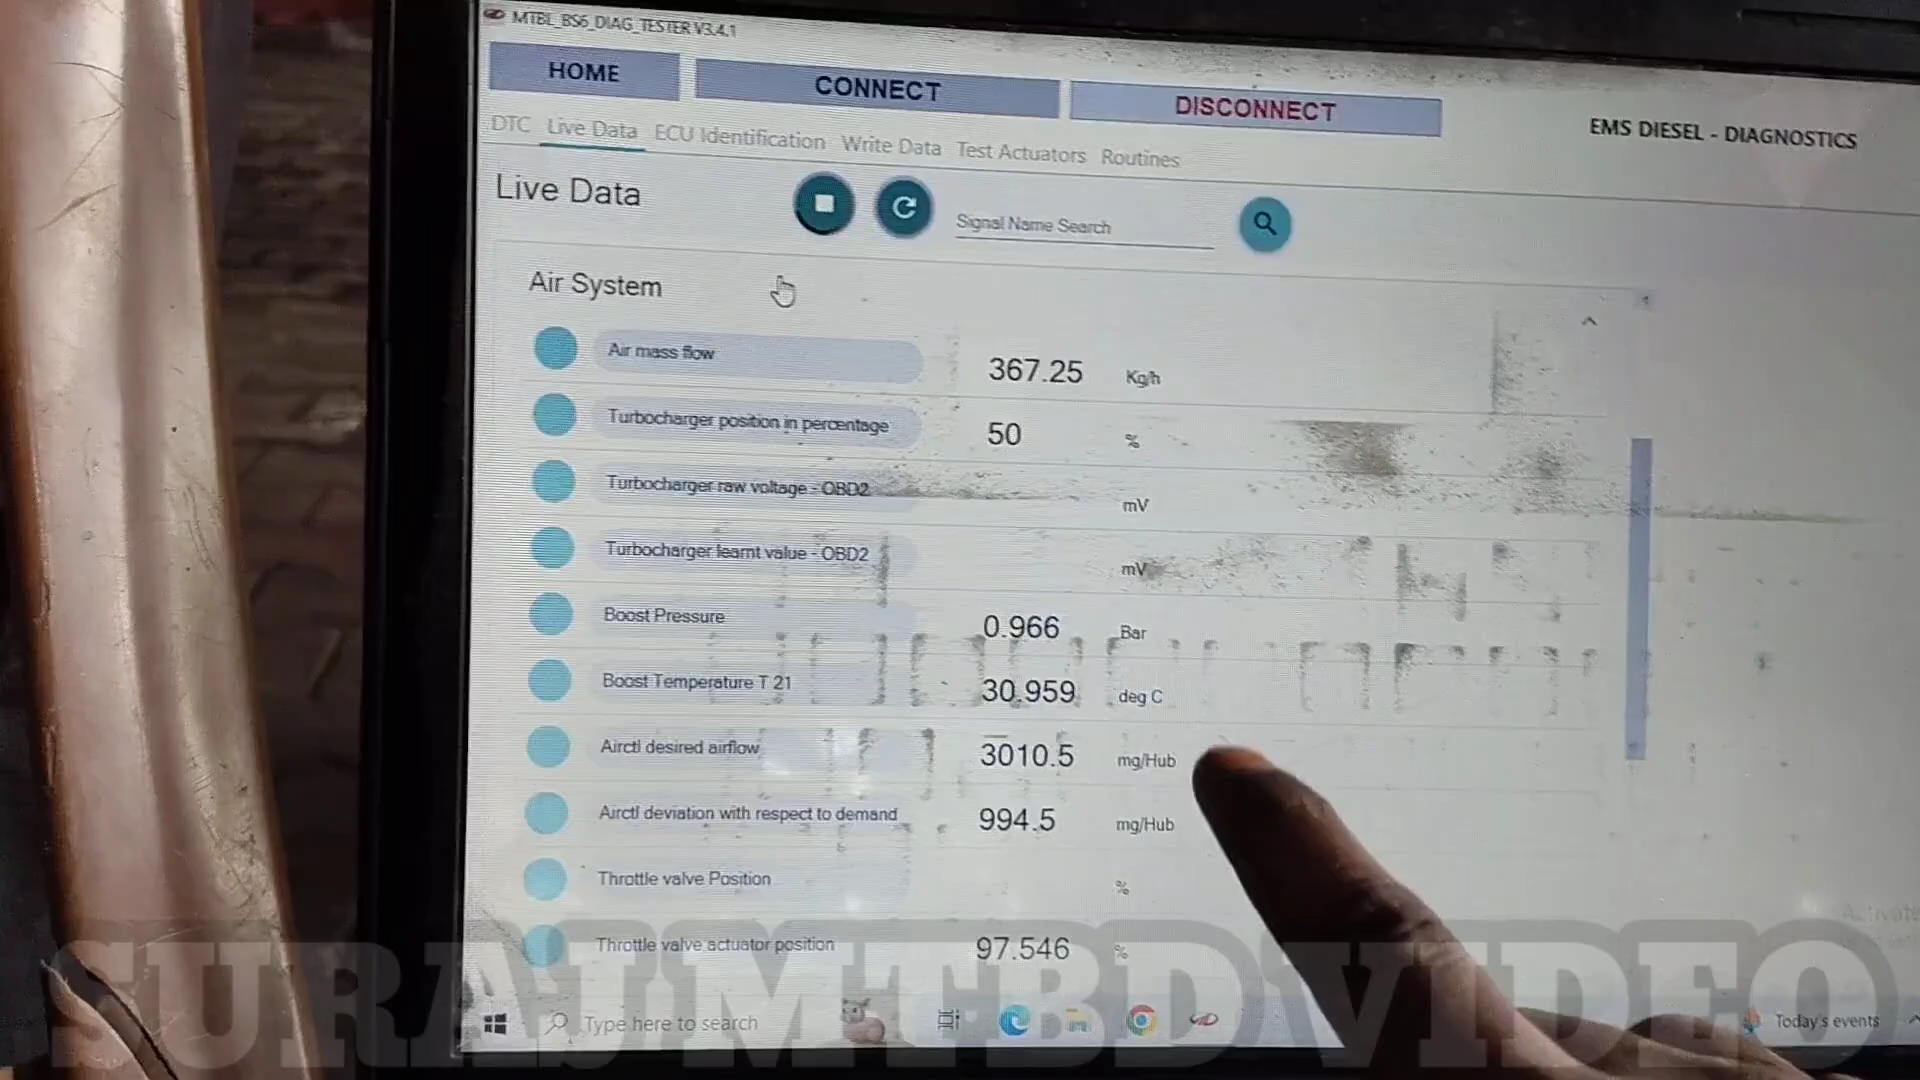 MTBL_BS6_DIAG_TESTER V3.4.1
HOME
CONNECT
DISCONNECT
EMS DIESEL - DIAGNOSTICS
DTC Live Data ECU Identification Write Data Test Actuators Routines
Live Data
Signal Name Search
Air System
Air mass flow 367.25 Kg/h
Turbocharger position in percentage 50 %
Turbocharger raw voltage - OBD2 mV
Turbocharger learnt value - OBD2 mV
Boost Pressure 0.966 Bar
Boost Temperature T 21 30.959 deg C
Airctl desired airflow 3010.5 mg/Hub
Airctl deviation with respect to demand 994.5 mg/Hub
Throttle valve Position %
Throttle valve actuator position 97.546 %
SURAJ MTBD VIDEO
Type here to search
Today's events